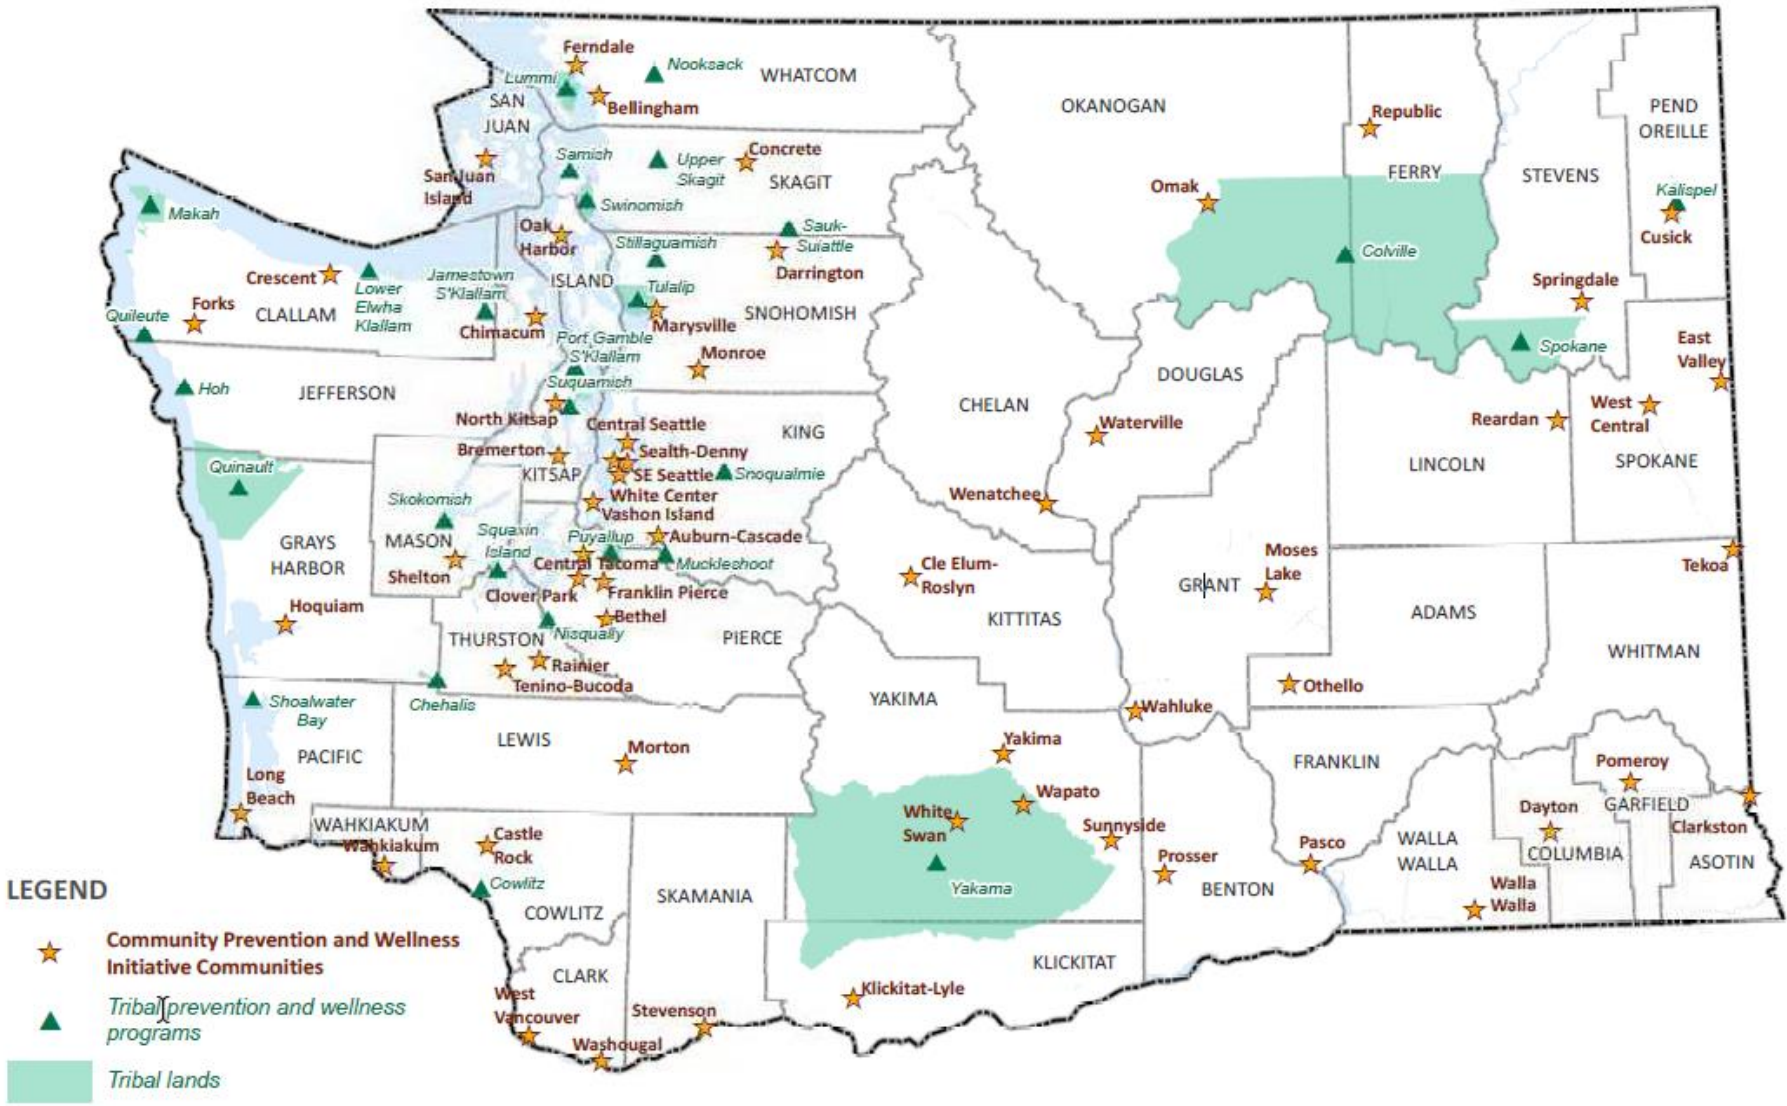 Ferndale
Nooksack
WHATCOM
Lummi
SAN
JUAN
Bellingham
OKANOGAN
Republic
PEND
OREILLE
San Juan
Island
Samish
Upper
Skagit
Concrete
SKAGIT
FERRY
STEVENS
Omak
Kalispel
Cusick
Makah
Swinomish
Oak
Harbor
Stillaguamish
Sauk-
Suiattle
Darrington
Colville
Crescent
Lower
Elwha
Klallam
Jamestown
S'Klallam
ISLAND
Tulalip
SNOHOMISH
Springdale
Forks
CLALLAM
Quileute
Chimacum
Marysville
Port Gamble
S'Klallam
Monroe
Spokane
East
Valley
Hoh
JEFFERSON
Suquamish
DOUGLAS
CHELAN
North Kitsap
Central Seattle
KING
Waterville
Reardan
West
Central
Bremerton
Sealth-Denny
KITSAP
SE Seattle
Snoqualmie
LINCOLN
SPOKANE
Quinault
Skokomish
White Center
Vashon Island
Wenatchee
GRAYS
HARBOR
MASON
Squaxin
Island
Puyallup
Auburn-Cascade
Muckleshoot
Central Tacoma
Shelton
Clover Park
Franklin Pierce
Cle Elum-
Roslyn
Moses
Lake
GRANT
Tekoa
Hoquiam
Bethel
KITTITAS
ADAMS
THURSTON
Nisqually
PIERCE
WHITMAN
Rainier
Tenino-Bucoda
Othello
Chehalis
Shoalwater
Bay
YAKIMA
Wahluke
PACIFIC
LEWIS
Morton
Yakima
FRANKLIN
Pomeroy
Long
Beach
Wapato
White
Swan
GARFIELD
Dayton
Clarkston
WAHKIAKUM
Wahkiakum
Castle
Rock
Sunnyside
Prosser
Pasco
WALLA
WALLA
COLUMBIA
ASOTIN
Cowlitz
SKAMANIA
Yakama
BENTON
Walla
Walla
COWLITZ
CLARK
KLICKITAT
Klickitat-Lyle
West
Vancouver
Stevenson
Washougal
LEGEND
Community Prevention and Wellness
Initiative Communities
Tribal prevention and wellness
programs
Tribal lands